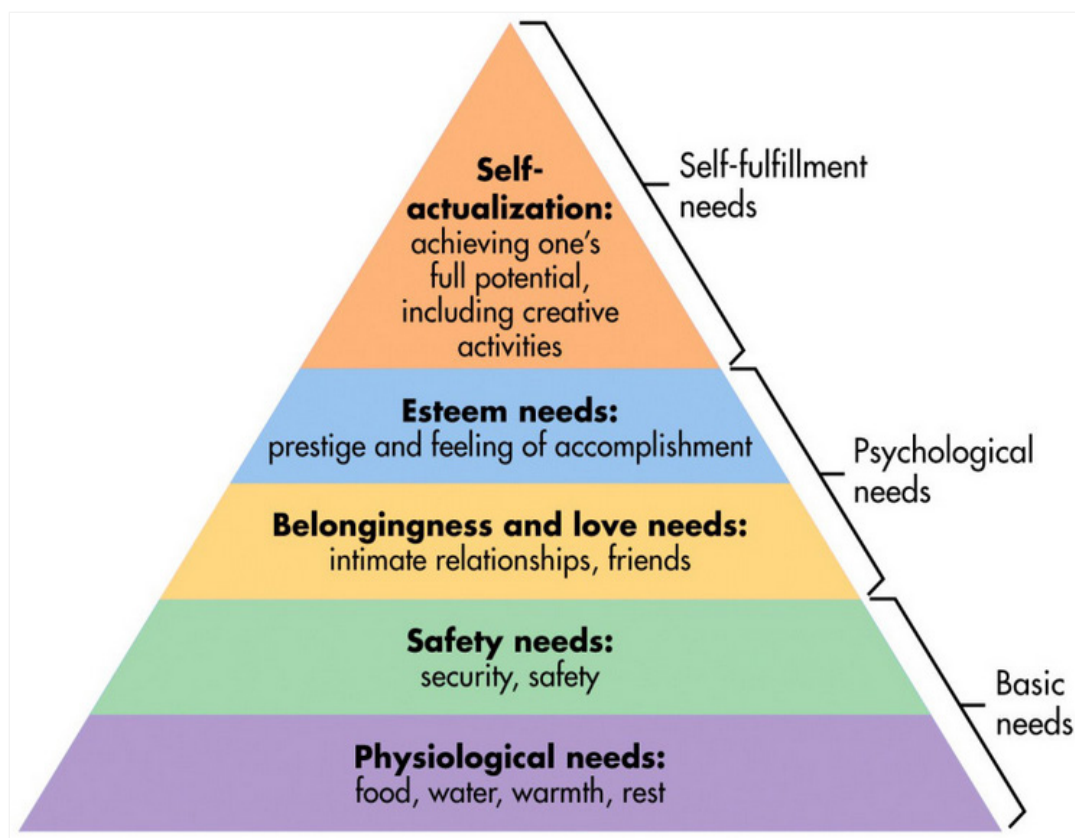 Self-
actualization:
achieving one’s
full potential,
including creative
activities
Self-fulfillment
needs
Esteem needs:
prestige and feeling of accomplishment
Psychological
needs
Belongingness and love needs:
intimate relationships, friends
Safety needs:
security, safety
Basic
needs
Physiological needs:
food, water, warmth, rest